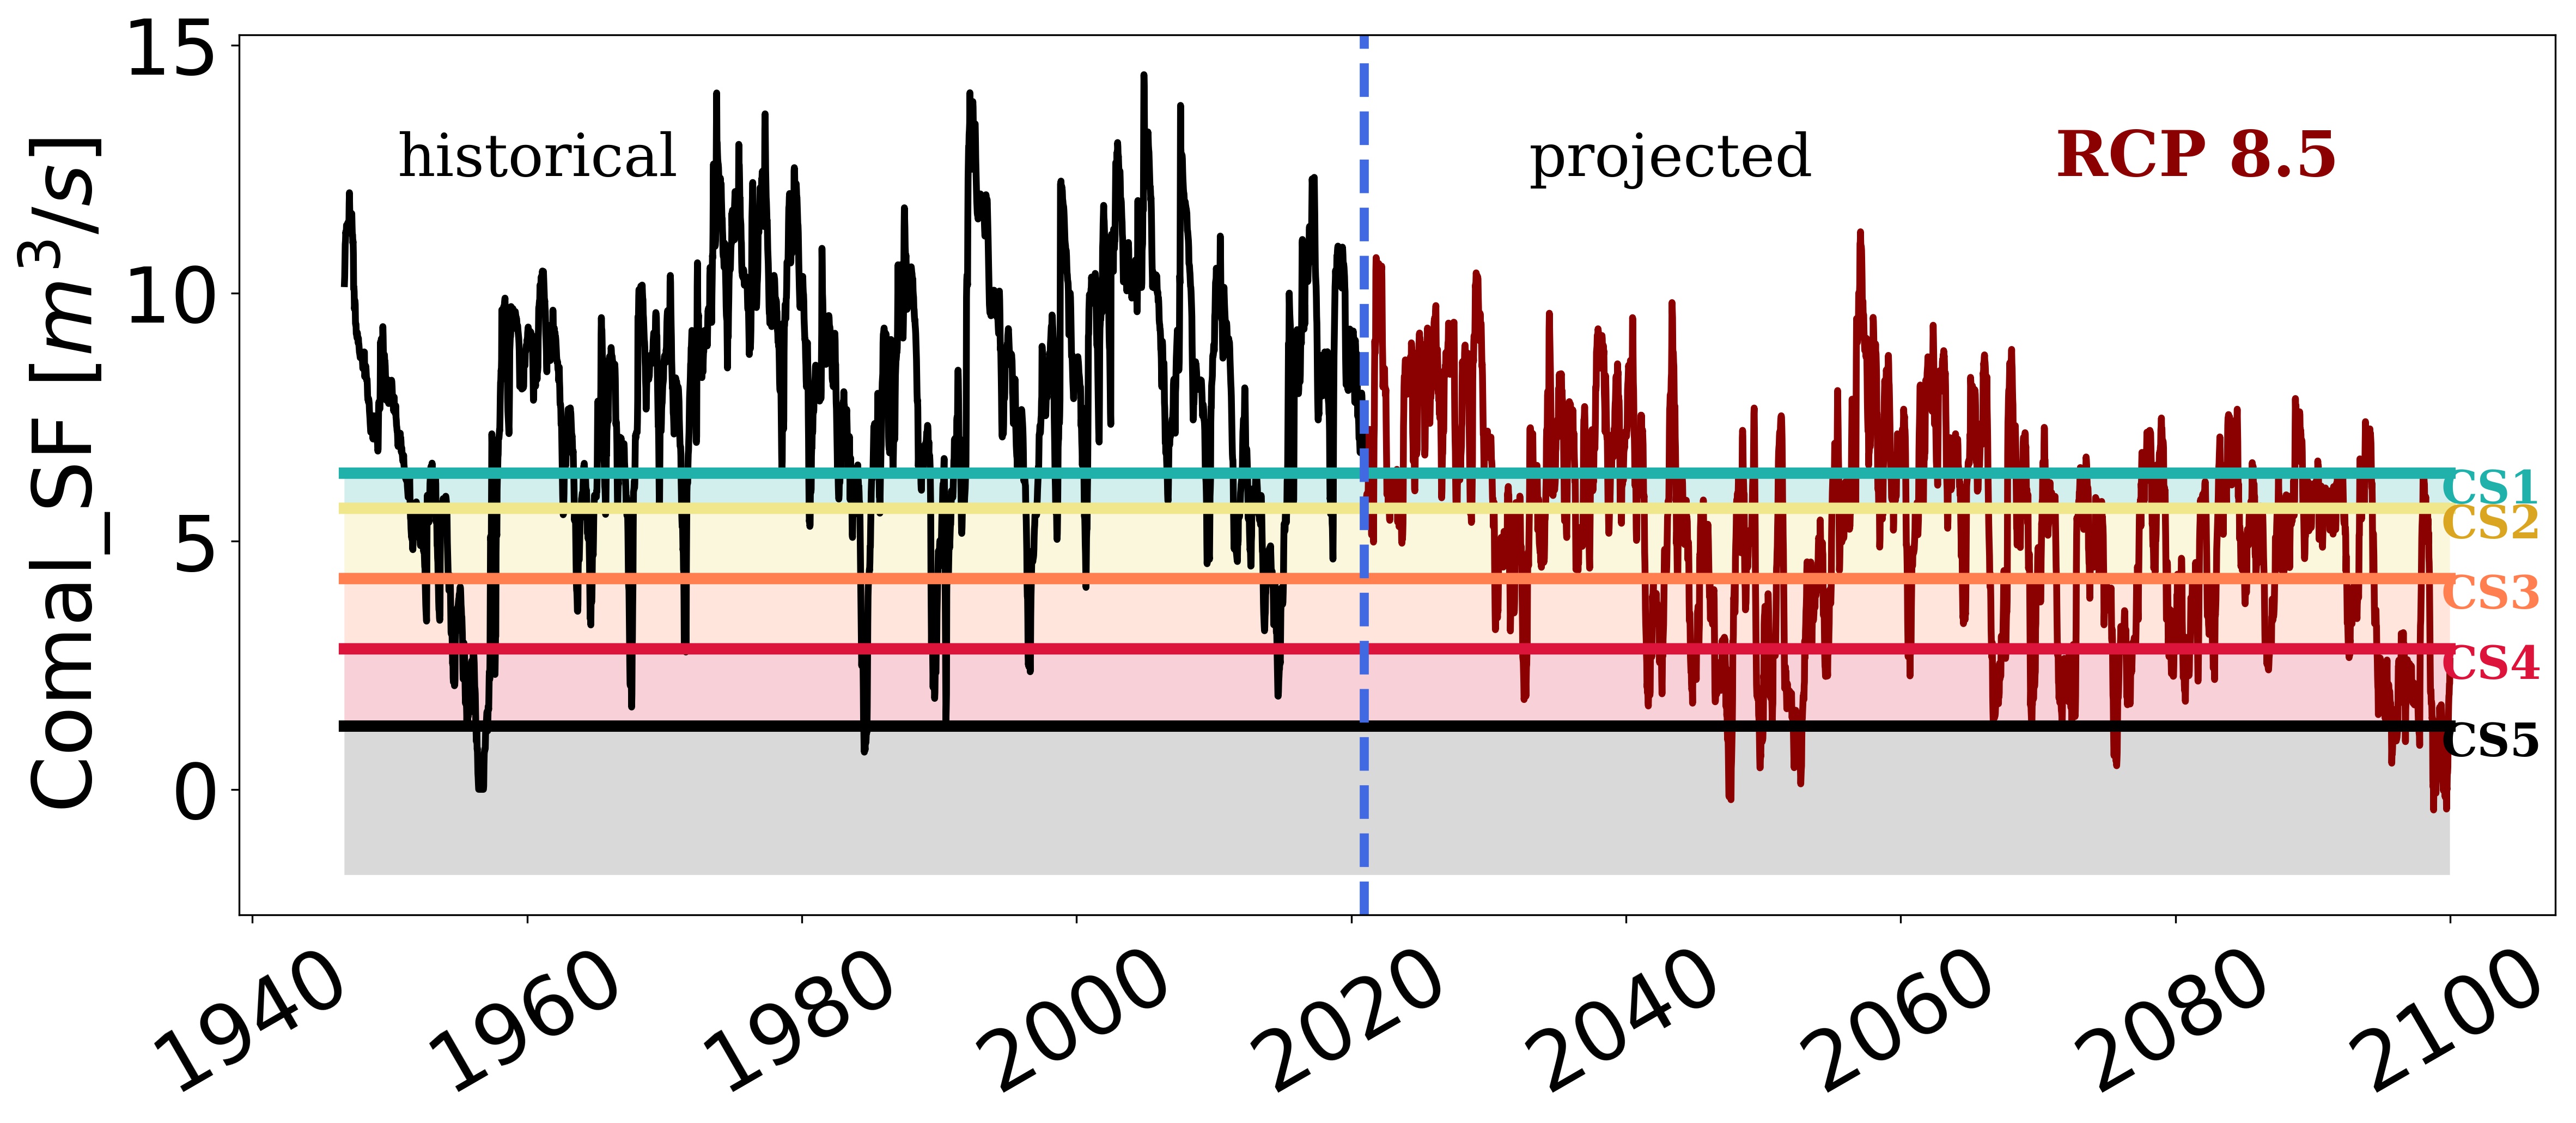 Comal_SF [m³/s]
15
10
5
0
historical
projected
RCP 8.5
CS1
CS2
CS3
CS4
CS5
1940
1960
1980
2000
2020
2040
2060
2080
2100